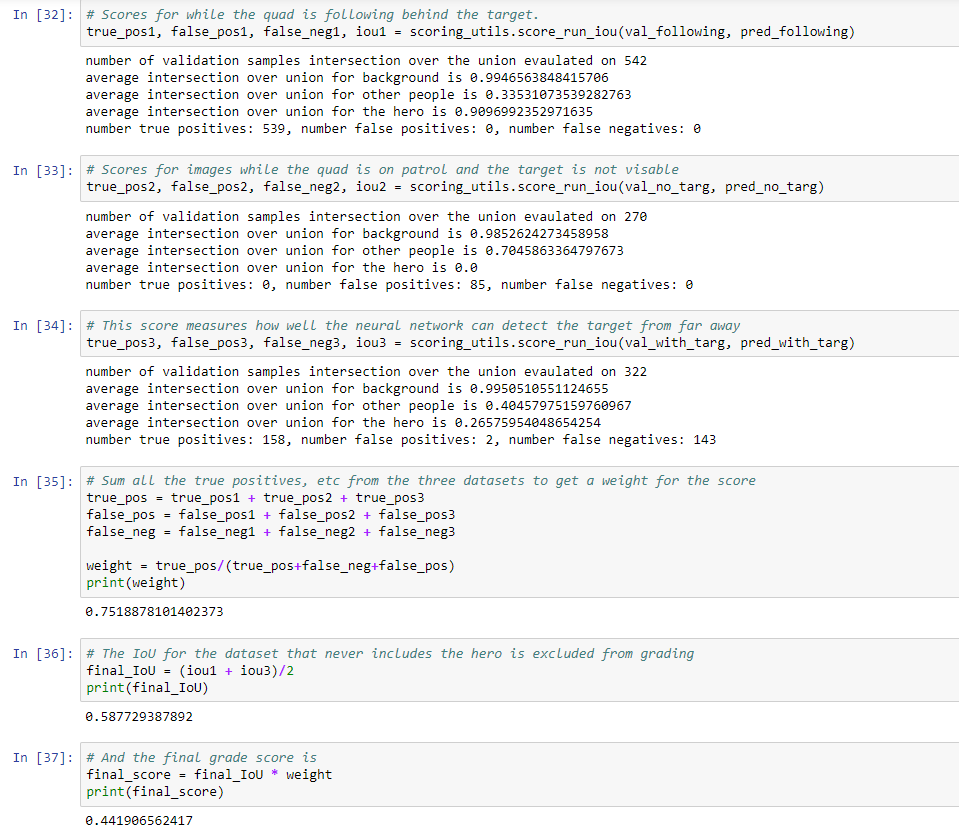 In [32]: # Scores for while the quad is following behind the target.
true_pos1, false_pos1, false_neg1, iou1 = scoring_utils.score_run_iou(val_following, pred_following)
number of validation samples intersection over the union evaulated on 542
average intersection over union for background is 0.9946563848415706
average intersection over union for other people is 0.33531073539282763
average intersection over union for the hero is 0.9096992352971635
number true positives: 539, number false positives: 0, number false negatives: 0
In [33]: # Scores for images while the quad is on patrol and the target is not visable
true_pos2, false_pos2, false_neg2, iou2 = scoring_utils.score_run_iou(val_no_targ, pred_no_targ)
number of validation samples intersection over the union evaulated on 270
average intersection over union for background is 0.9852624273458958
average intersection over union for other people is 0.7045863364797673
average intersection over union for the hero is 0.0
number true positives: 0, number false positives: 85, number false negatives: 0
In [34]: # This score measures how well the neural network can detect the target from far away
true_pos3, false_pos3, false_neg3, iou3 = scoring_utils.score_run_iou(val_with_targ, pred_with_targ)
number of validation samples intersection over the union evaulated on 322
average intersection over union for background is 0.9950510551124655
average intersection over union for other people is 0.40457975159760967
average intersection over union for the hero is 0.26575954048654254
number true positives: 158, number false positives: 2, number false negatives: 143
In [35]: # Sum all the true positives, etc from the three datasets to get a weight for the score
true_pos = true_pos1 + true_pos2 + true_pos3
false_pos = false_pos1 + false_pos2 + false_pos3
false_neg = false_neg1 + false_neg2 + false_neg3
weight = true_pos/(true_pos+false_neg+false_pos)
print(weight)
0.7518878101402373
In [36]: # The IoU for the dataset that never includes the hero is excluded from grading
final_IoU = (iou1 + iou3)/2
print(final_IoU)
0.587729387892
In [37]: # And the final grade score is
final_score = final_IoU * weight
print(final_score)
0.441906562417